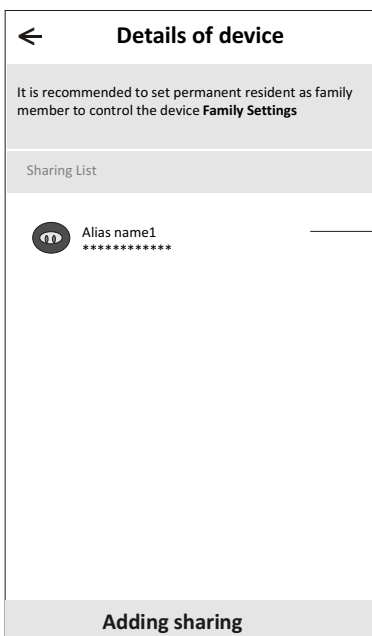 Details of device
It is recommended to set permanent resident as family
member to control the device Family Settings
Sharing List
Alias name1
************
Adding sharing